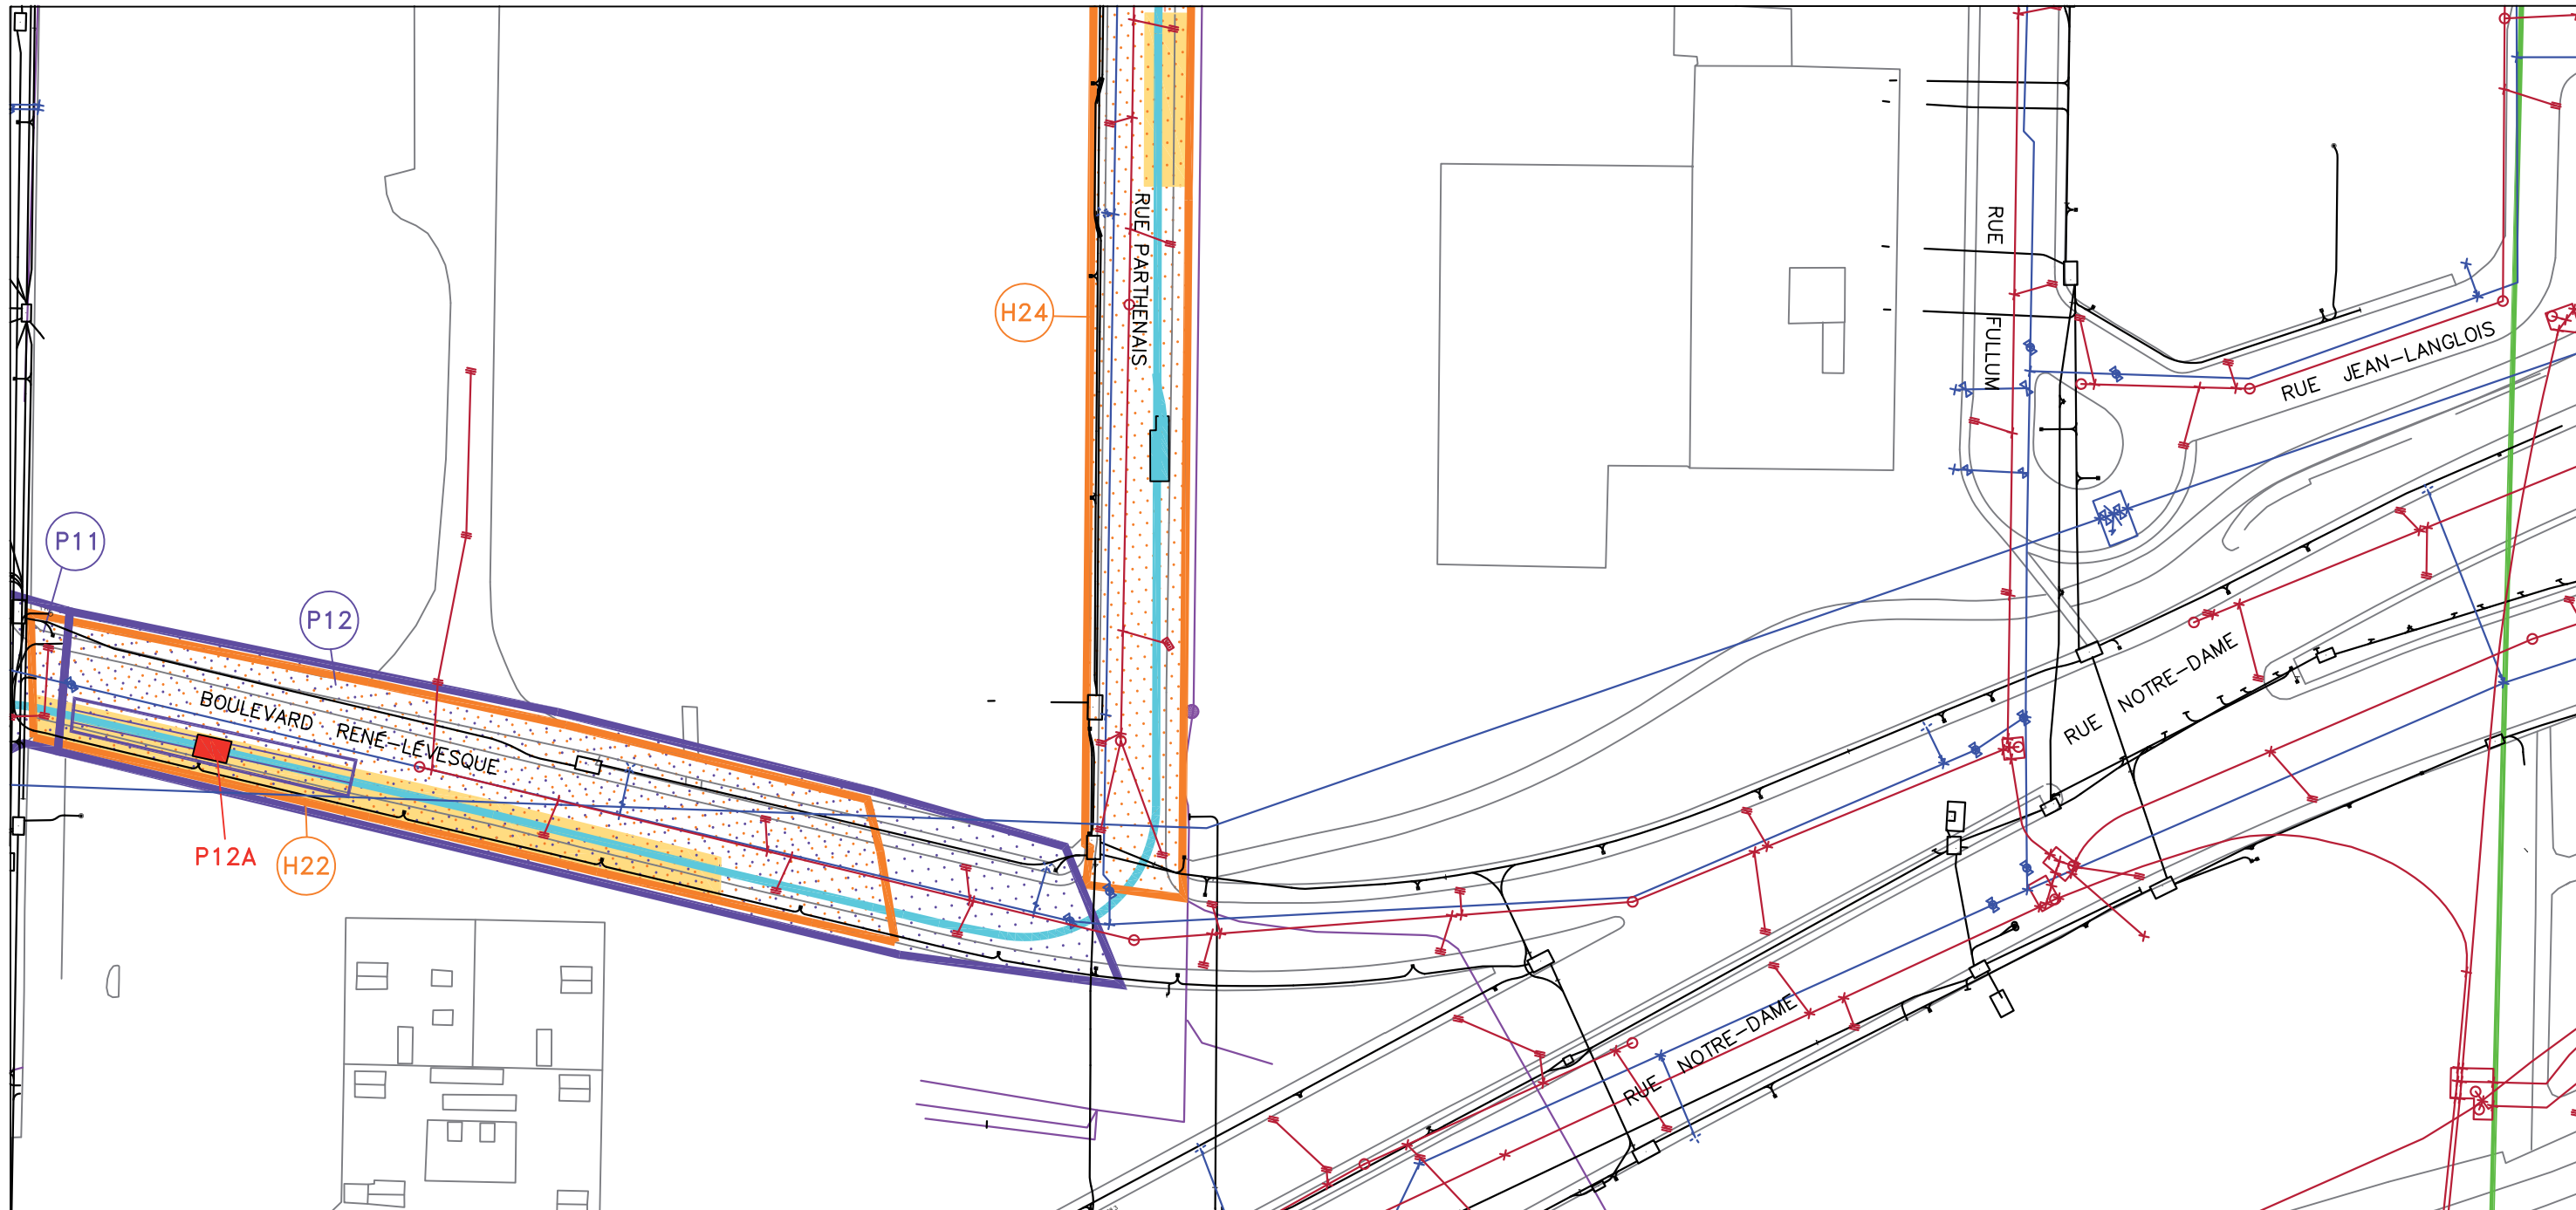 RUE PARTHENAIS
RUE FULLUM
H24
RUE JEAN-LANGLOIS
P11
P12
BOULEVARD RENÉ-LÉVESQUE
RUE NOTRE-DAME
P12A
H22
RUE NOTRE-DAME